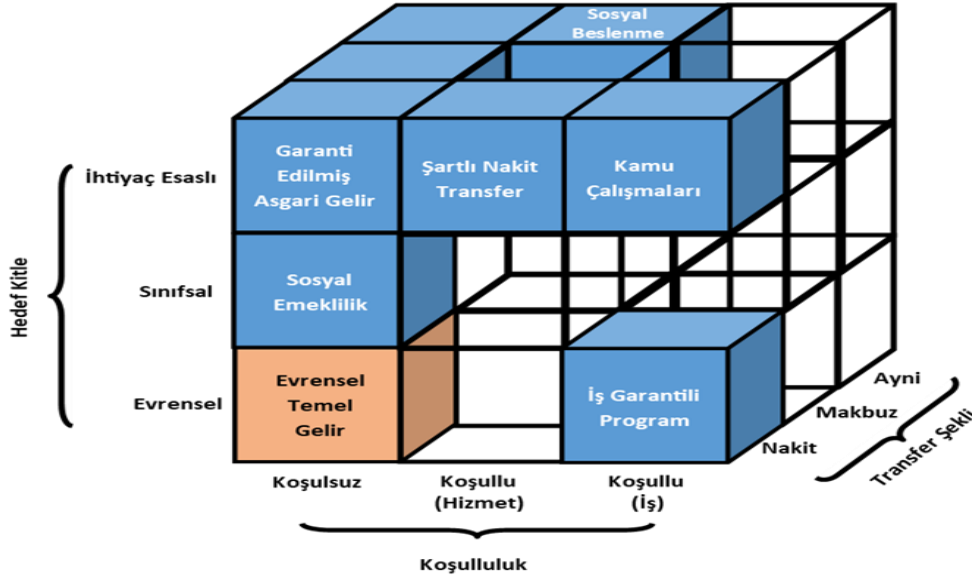 Sosyal
Beslenme
Garanti
Edilmiş
Asgari Gelir
Şartlı Nakit
Transfer
Kamu
Çalışmaları
İhtiyaç Esaslı
Sosyal
Emeklilik
Sınıfsal
Hedef Kitle
Evrensel
Temel
Gelir
İş Garantili
Program
Evrensel
Ayni
Makbuz
Nakit
Transfer Şekli
Koşulsuz
Koşullu
(Hizmet)
Koşullu
(İş)
Koşulluluk